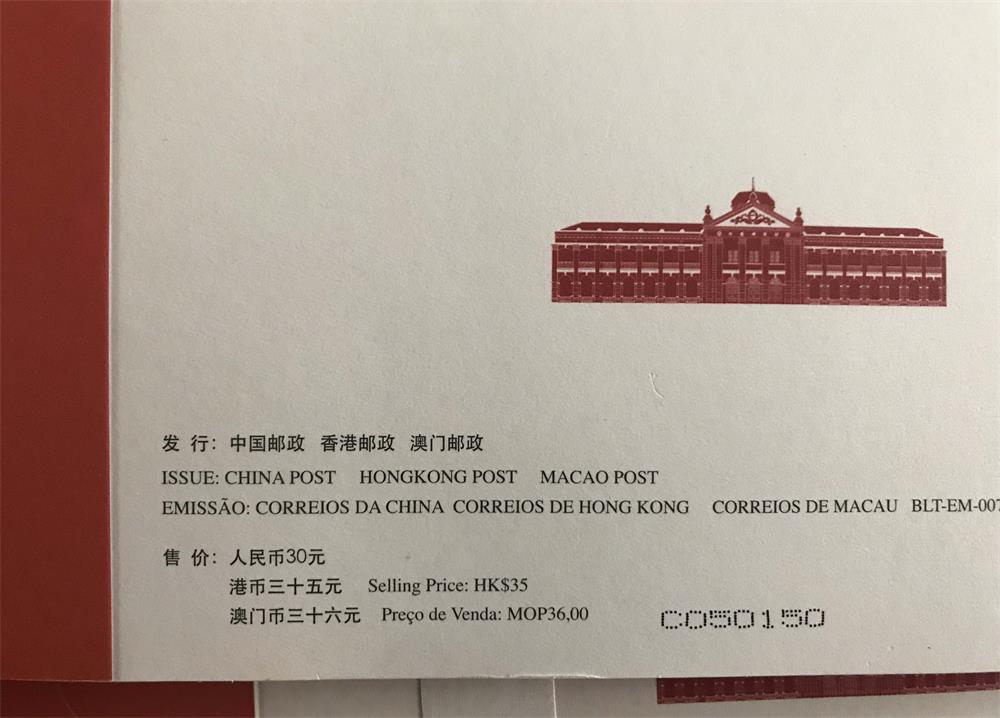 发 行：中国邮政 香港邮政 澳门邮政
ISSUE: CHINA POST HONGKONG POST MACAO POST
EMISSÃO: CORREIOS DA CHINA CORREIOS DE HONG KONG CORREIOS DE MACAU BLT-EM-007
售 价：人民币30元
港币三十五元 Selling Price: HK$35
澳门币三十六元 Preço de Venda: MOP36,00
C050150